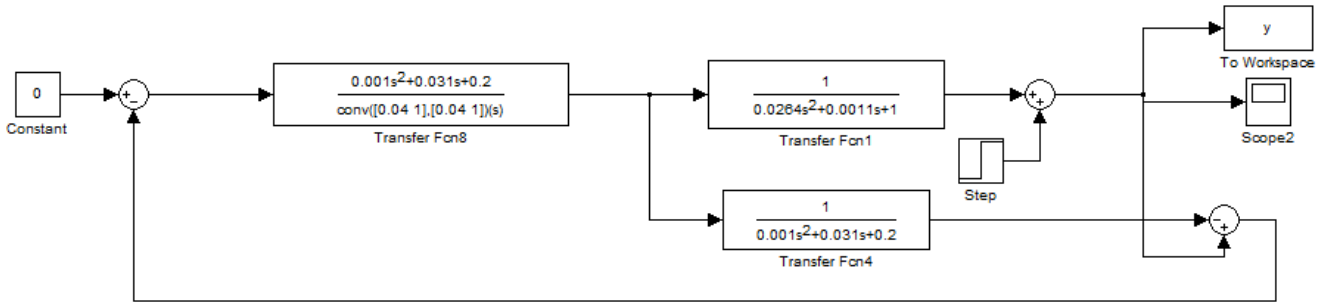 y
To Workspace
0
Constant
0.001s²+0.031s+0.2
conv([0.04 1],[0.04 1])(s)
Transfer Fcn8
1
0.0264s²+0.0011s+1
Transfer Fcn1
Scope2
Step
1
0.001s²+0.031s+0.2
Transfer Fcn4